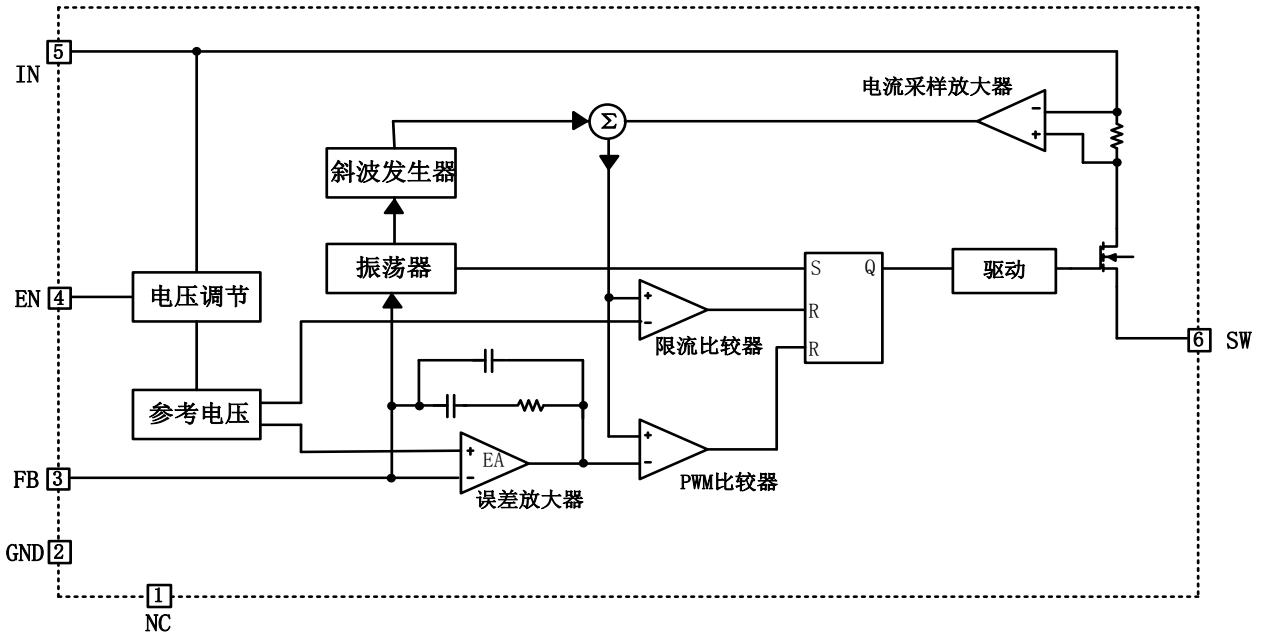 5
IN
电流采样放大器
-
+
Σ
斜波发生器
振荡器
S
Q
驱动
EN
4
电压调节
+
-
R
限流比较器
R
6
SW
参考电压
+
EA
-
误差放大器
+
-
PWM比较器
FB
3
GND
2
1
NC